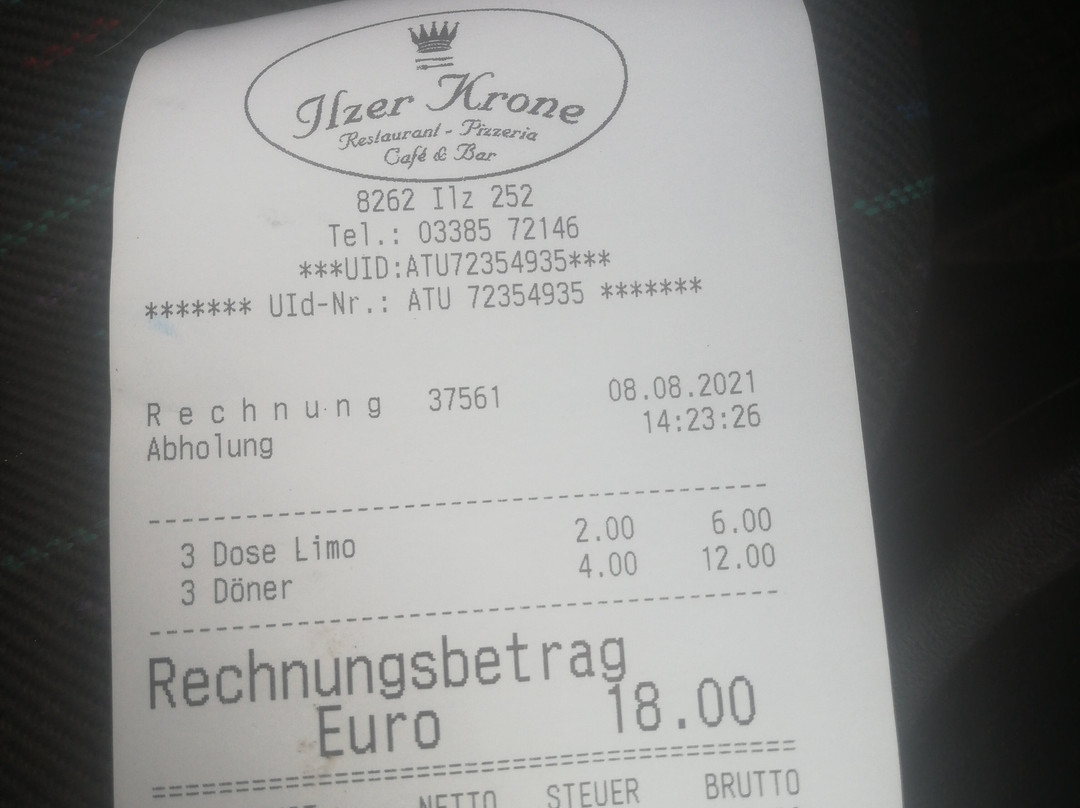 Ilzer Krone
Restaurant - Pizzeria
Café & Bar
8262 Ilz 252
Tel.: 03385 72146
***UID:ATU72354935***
******* UId-Nr.: ATU 72354935 *******
Rechnung 37561 08.08.2021
Abholung 14:23:26
3 Dose Limo 2.00 6.00
3 Döner 4.00 12.00
Rechnungsbetrag
Euro 18.00
NETTO STEUER BRUTTO